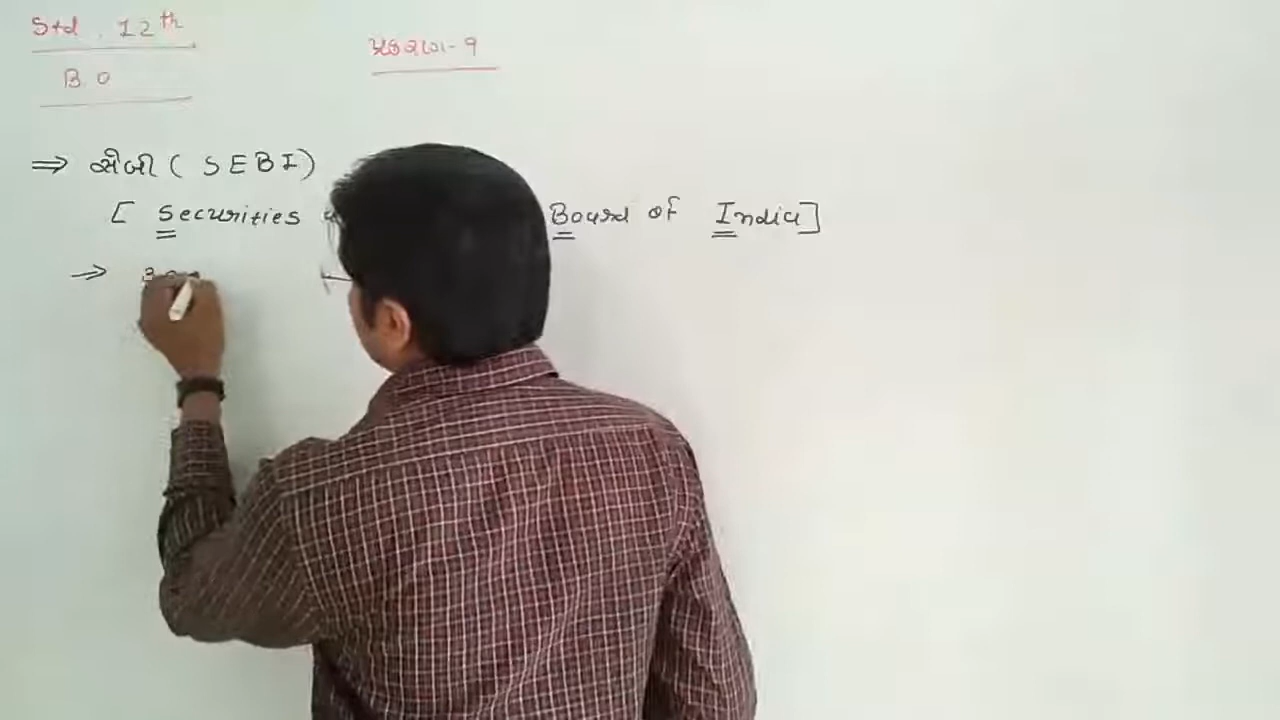 Std. 12th
પ્રકરણ-9
B.O
⇒ સેબી ( SEBI )
[ Securities Board of India ]
→